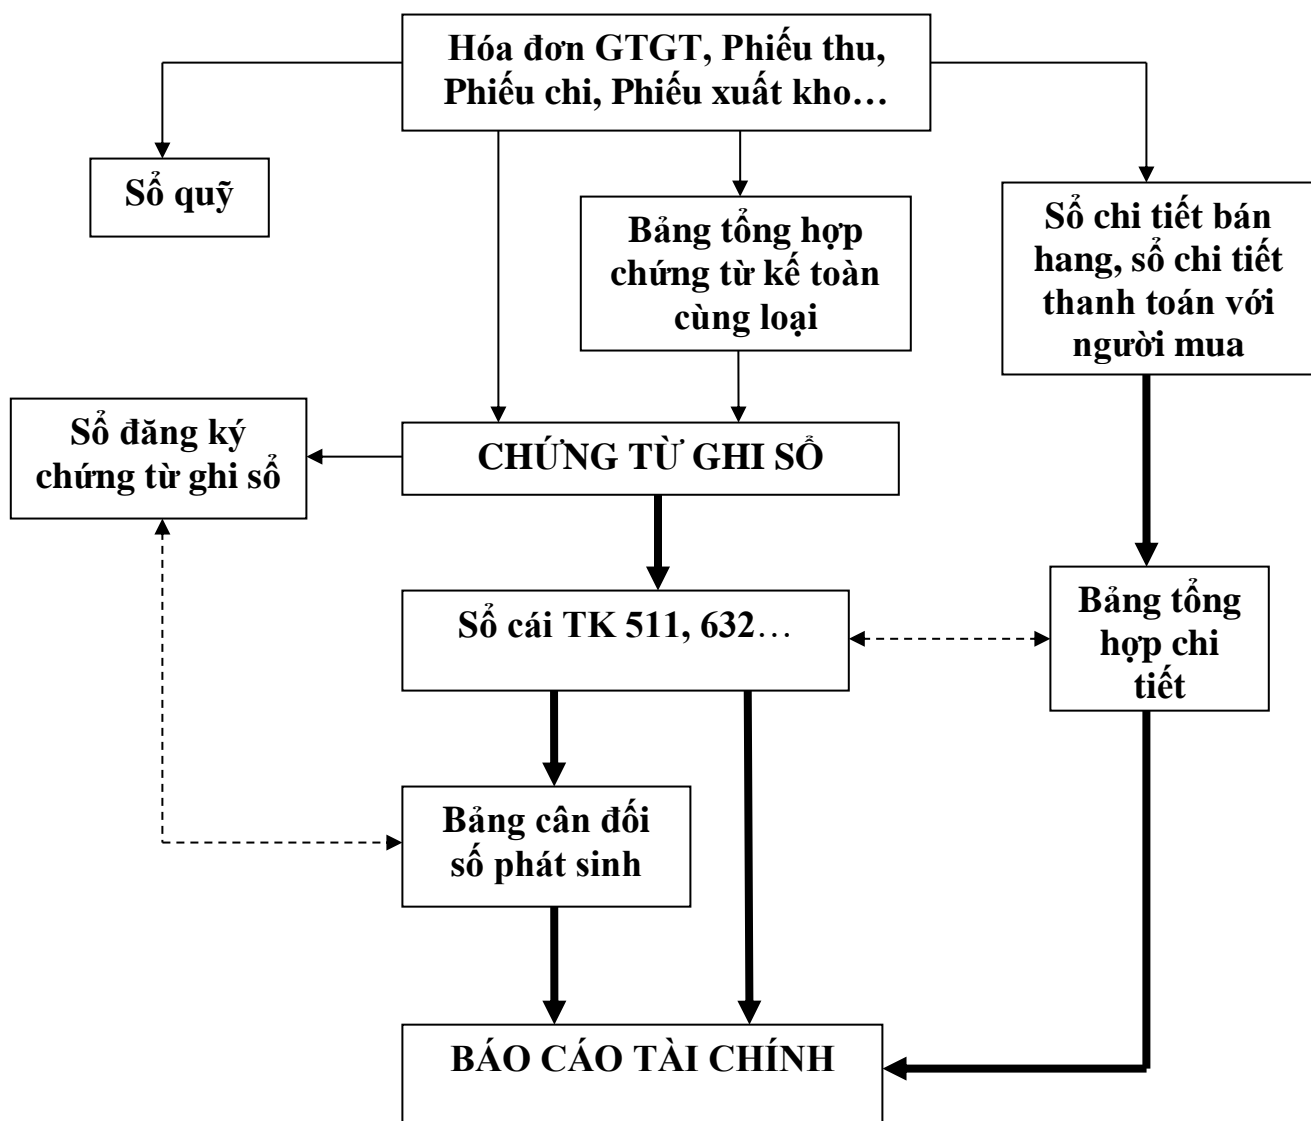 Hóa đơn GTGT, Phiếu thu,
Phiếu chi, Phiếu xuất kho…
Sổ quỹ
Bảng tổng hợp
chứng từ kế toàn
cùng loại
Sổ chi tiết bán
hang, sổ chi tiết
thanh toán với
người mua
Sổ đăng ký
chứng từ ghi sổ
CHỨNG TỪ GHI SỔ
Sổ cái TK 511, 632…
Bảng tổng
hợp chi
tiết
Bảng cân đối
số phát sinh
BÁO CÁO TÀI CHÍNH